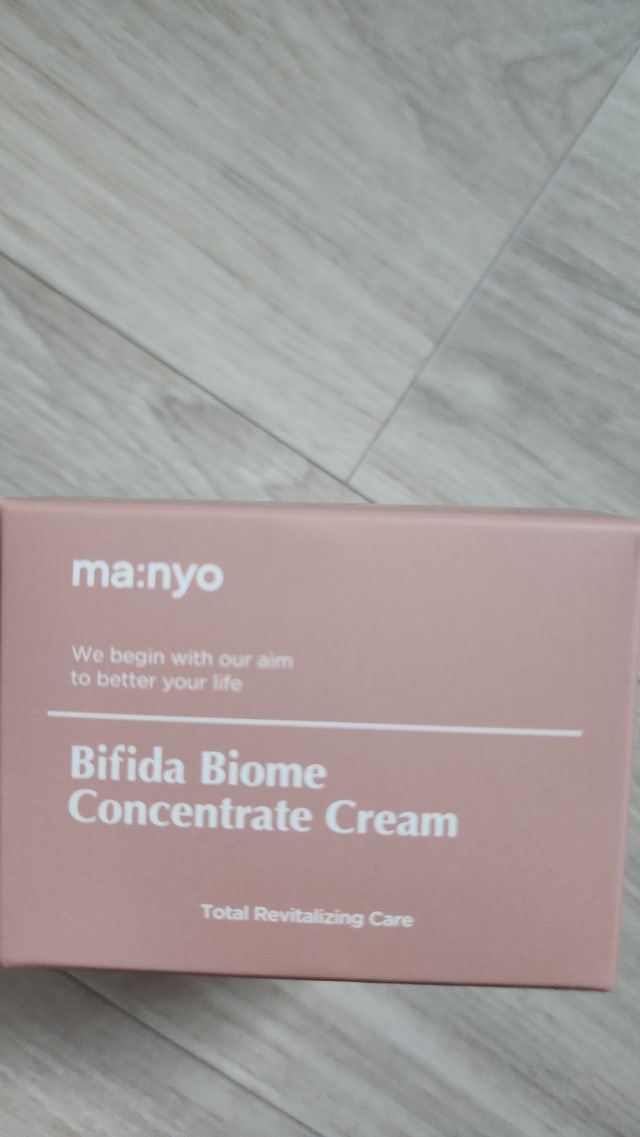 ma:nyo
We begin with our aim
to better your life
Bifida Biome
Concentrate Cream
Total Revitalizing Care